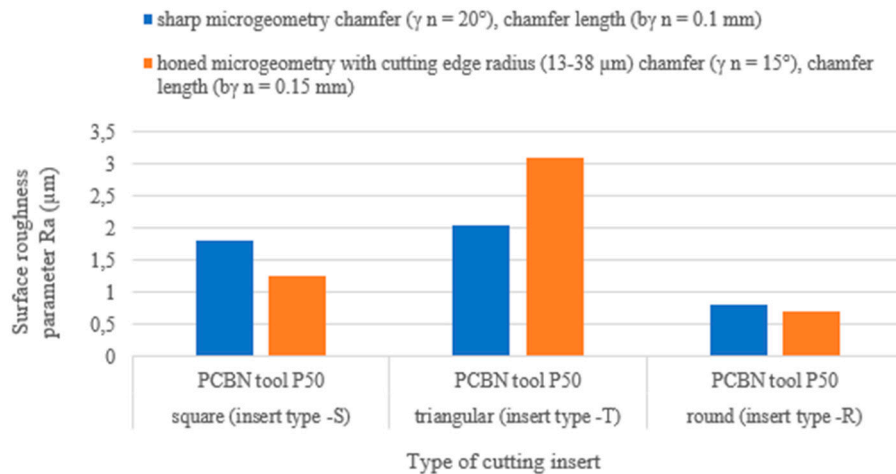 sharp microgeometry chamfer (γ n = 20°), chamfer length (bγ n = 0.1 mm)
honed microgeometry with cutting edge radius (13-38 μm) chamfer (γ n = 15°), chamfer
length (bγ n = 0.15 mm)
Surface roughness
parameter Ra (μm)
3,5
3
2,5
2
1,5
1
0,5
0
PCBN tool P50
PCBN tool P50
PCBN tool P50
square (insert type -S)
triangular (insert type -T)
round (insert type -R)
Type of cutting insert